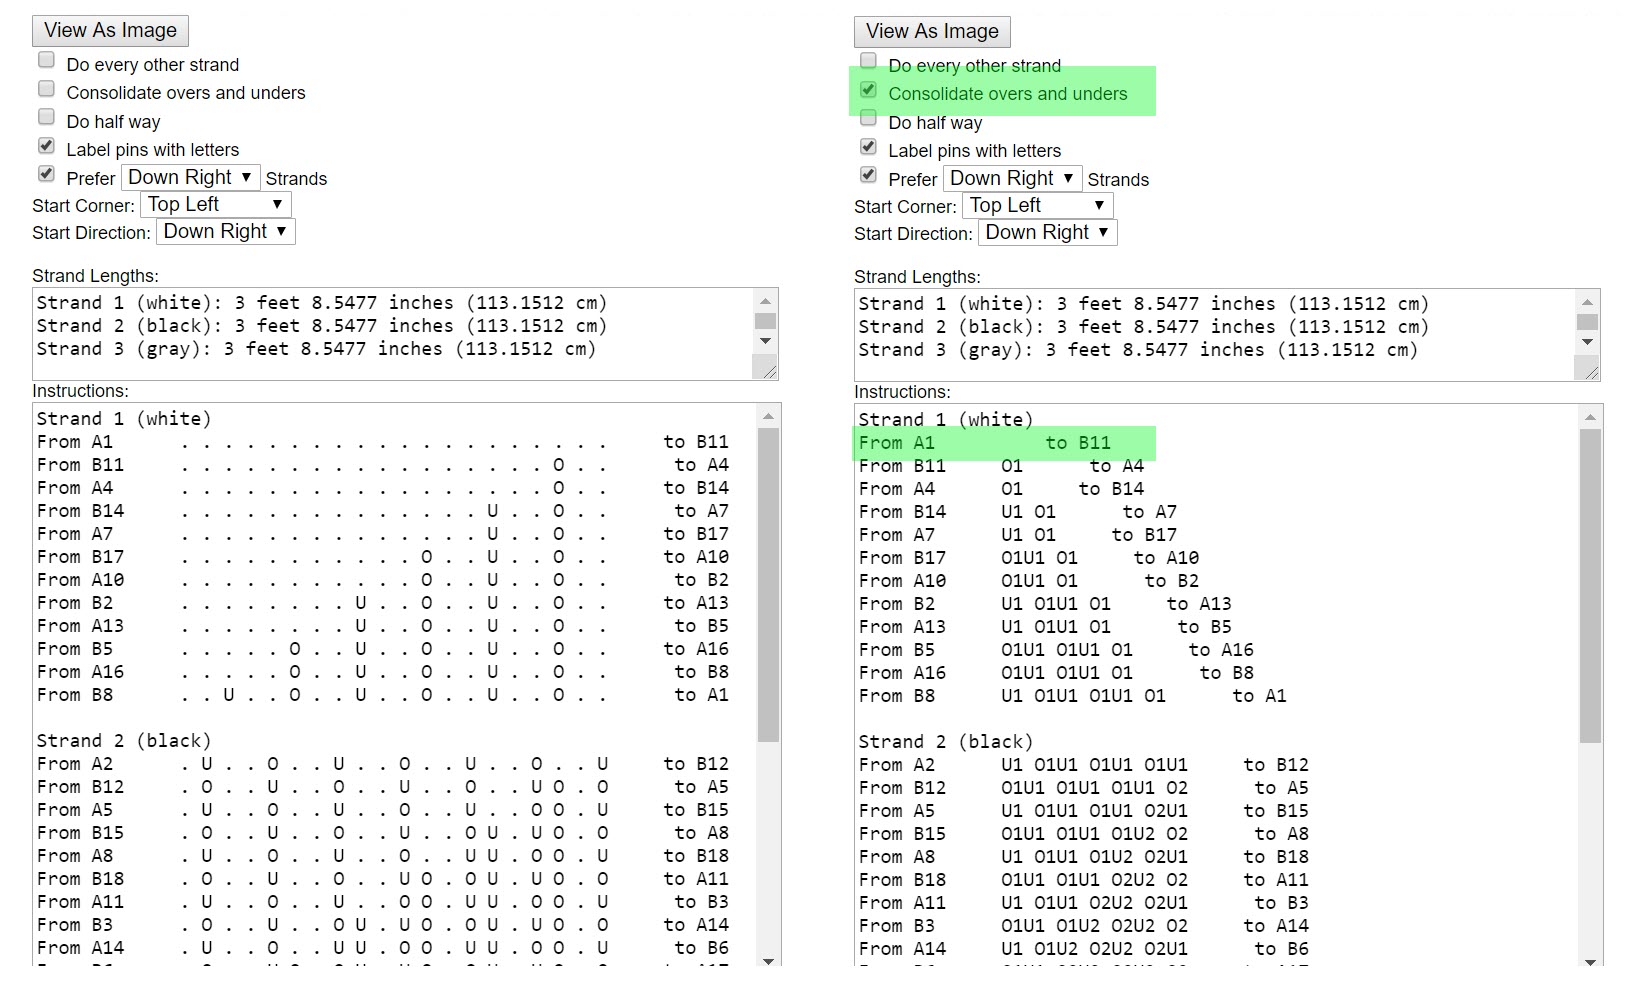 View As Image
Do every other strand
Consolidate overs and unders
Do half way
Label pins with letters
Prefer Down Right Strands
Start Corner: Top Left
Start Direction: Down Right
Strand Lengths:
Strand 1 (white): 3 feet 8.5477 inches (113.1512 cm)
Strand 2 (black): 3 feet 8.5477 inches (113.1512 cm)
Strand 3 (gray): 3 feet 8.5477 inches (113.1512 cm)
Instructions:
Strand 1 (white)
From A1 . . . . . . . . . . . . . . . . . . . . to B11
From B11 . . . . . . . . . . . . . . . . . O . . to A4
From A4 . . . . . . . . . . . . . . . . . O . . to B14
From B14 . . . . . . . . . . . . . . U . . O . . to A7
From A7 . . . . . . . . . . . . . . U . . O . . to B17
From B17 . . . . . . . . . . . O . . U . . O . . to A10
From A10 . . . . . . . . . . . O . . U . . O . . to B2
From B2 . . . . . . . . U . . O . . U . . O . . to A13
From A13 . . . . . . . . U . . O . . U . . O . . to B5
From B5 . . . . . O . . U . . O . . U . . O . . to A16
From A16 . . . . . O . . U . . O . . U . . O . . to B8
From B8 . . U . . O . . U . . O . . U . . O . . to A1
Strand 2 (black)
From A2 . U . . O . . U . . O . . U . . O . . U to B12
From B12 . O . . U . . O . . U . . O . . U O . O to A5
From A5 . U . . O . . U . . O . . U . . O O . U to B15
From B15 . O . . U . . O . . U . . O U . U O . O to A8
From A8 . U . . O . . U . . O . . U U . O O . U to B18
From B18 . O . . U . . O . . U O . O U . U O . O to A11
From A11 . U . . O . . U . . O O . U U . O O . U to B3
From B3 . O . . U . . O U . U O . O U . U O . O to A14
From A14 . U . . O . . U U . O O . U U . O O . U to B6
View As Image
Do every other strand
Consolidate overs and unders
Do half way
Label pins with letters
Prefer Down Right Strands
Start Corner: Top Left
Start Direction: Down Right
Strand Lengths:
Strand 1 (white): 3 feet 8.5477 inches (113.1512 cm)
Strand 2 (black): 3 feet 8.5477 inches (113.1512 cm)
Strand 3 (gray): 3 feet 8.5477 inches (113.1512 cm)
Instructions:
Strand 1 (white)
From A1 to B11
From B11 O1 to A4
From A4 O1 to B14
From B14 U1 O1 to A7
From A7 U1 O1 to B17
From B17 O1U1 O1 to A10
From A10 O1U1 O1 to B2
From B2 U1 O1U1 O1 to A13
From A13 U1 O1U1 O1 to B5
From B5 O1U1 O1U1 O1 to A16
From A16 O1U1 O1U1 O1 to B8
From B8 U1 O1U1 O1U1 O1 to A1
Strand 2 (black)
From A2 U1 O1U1 O1U1 O1U1 to B12
From B12 O1U1 O1U1 O1U1 O2 to A5
From A5 U1 O1U1 O1U1 O2U1 to B15
From B15 O1U1 O1U1 O1U2 O2 to A8
From A8 U1 O1U1 O1U2 O2U1 to B18
From B18 O1U1 O1U1 O2U2 O2 to A11
From A11 U1 O1U1 O2U2 O2U1 to B3
From B3 O1U1 O1U2 O2U2 O2 to A14
From A14 U1 O1U2 O2U2 O2U1 to B6